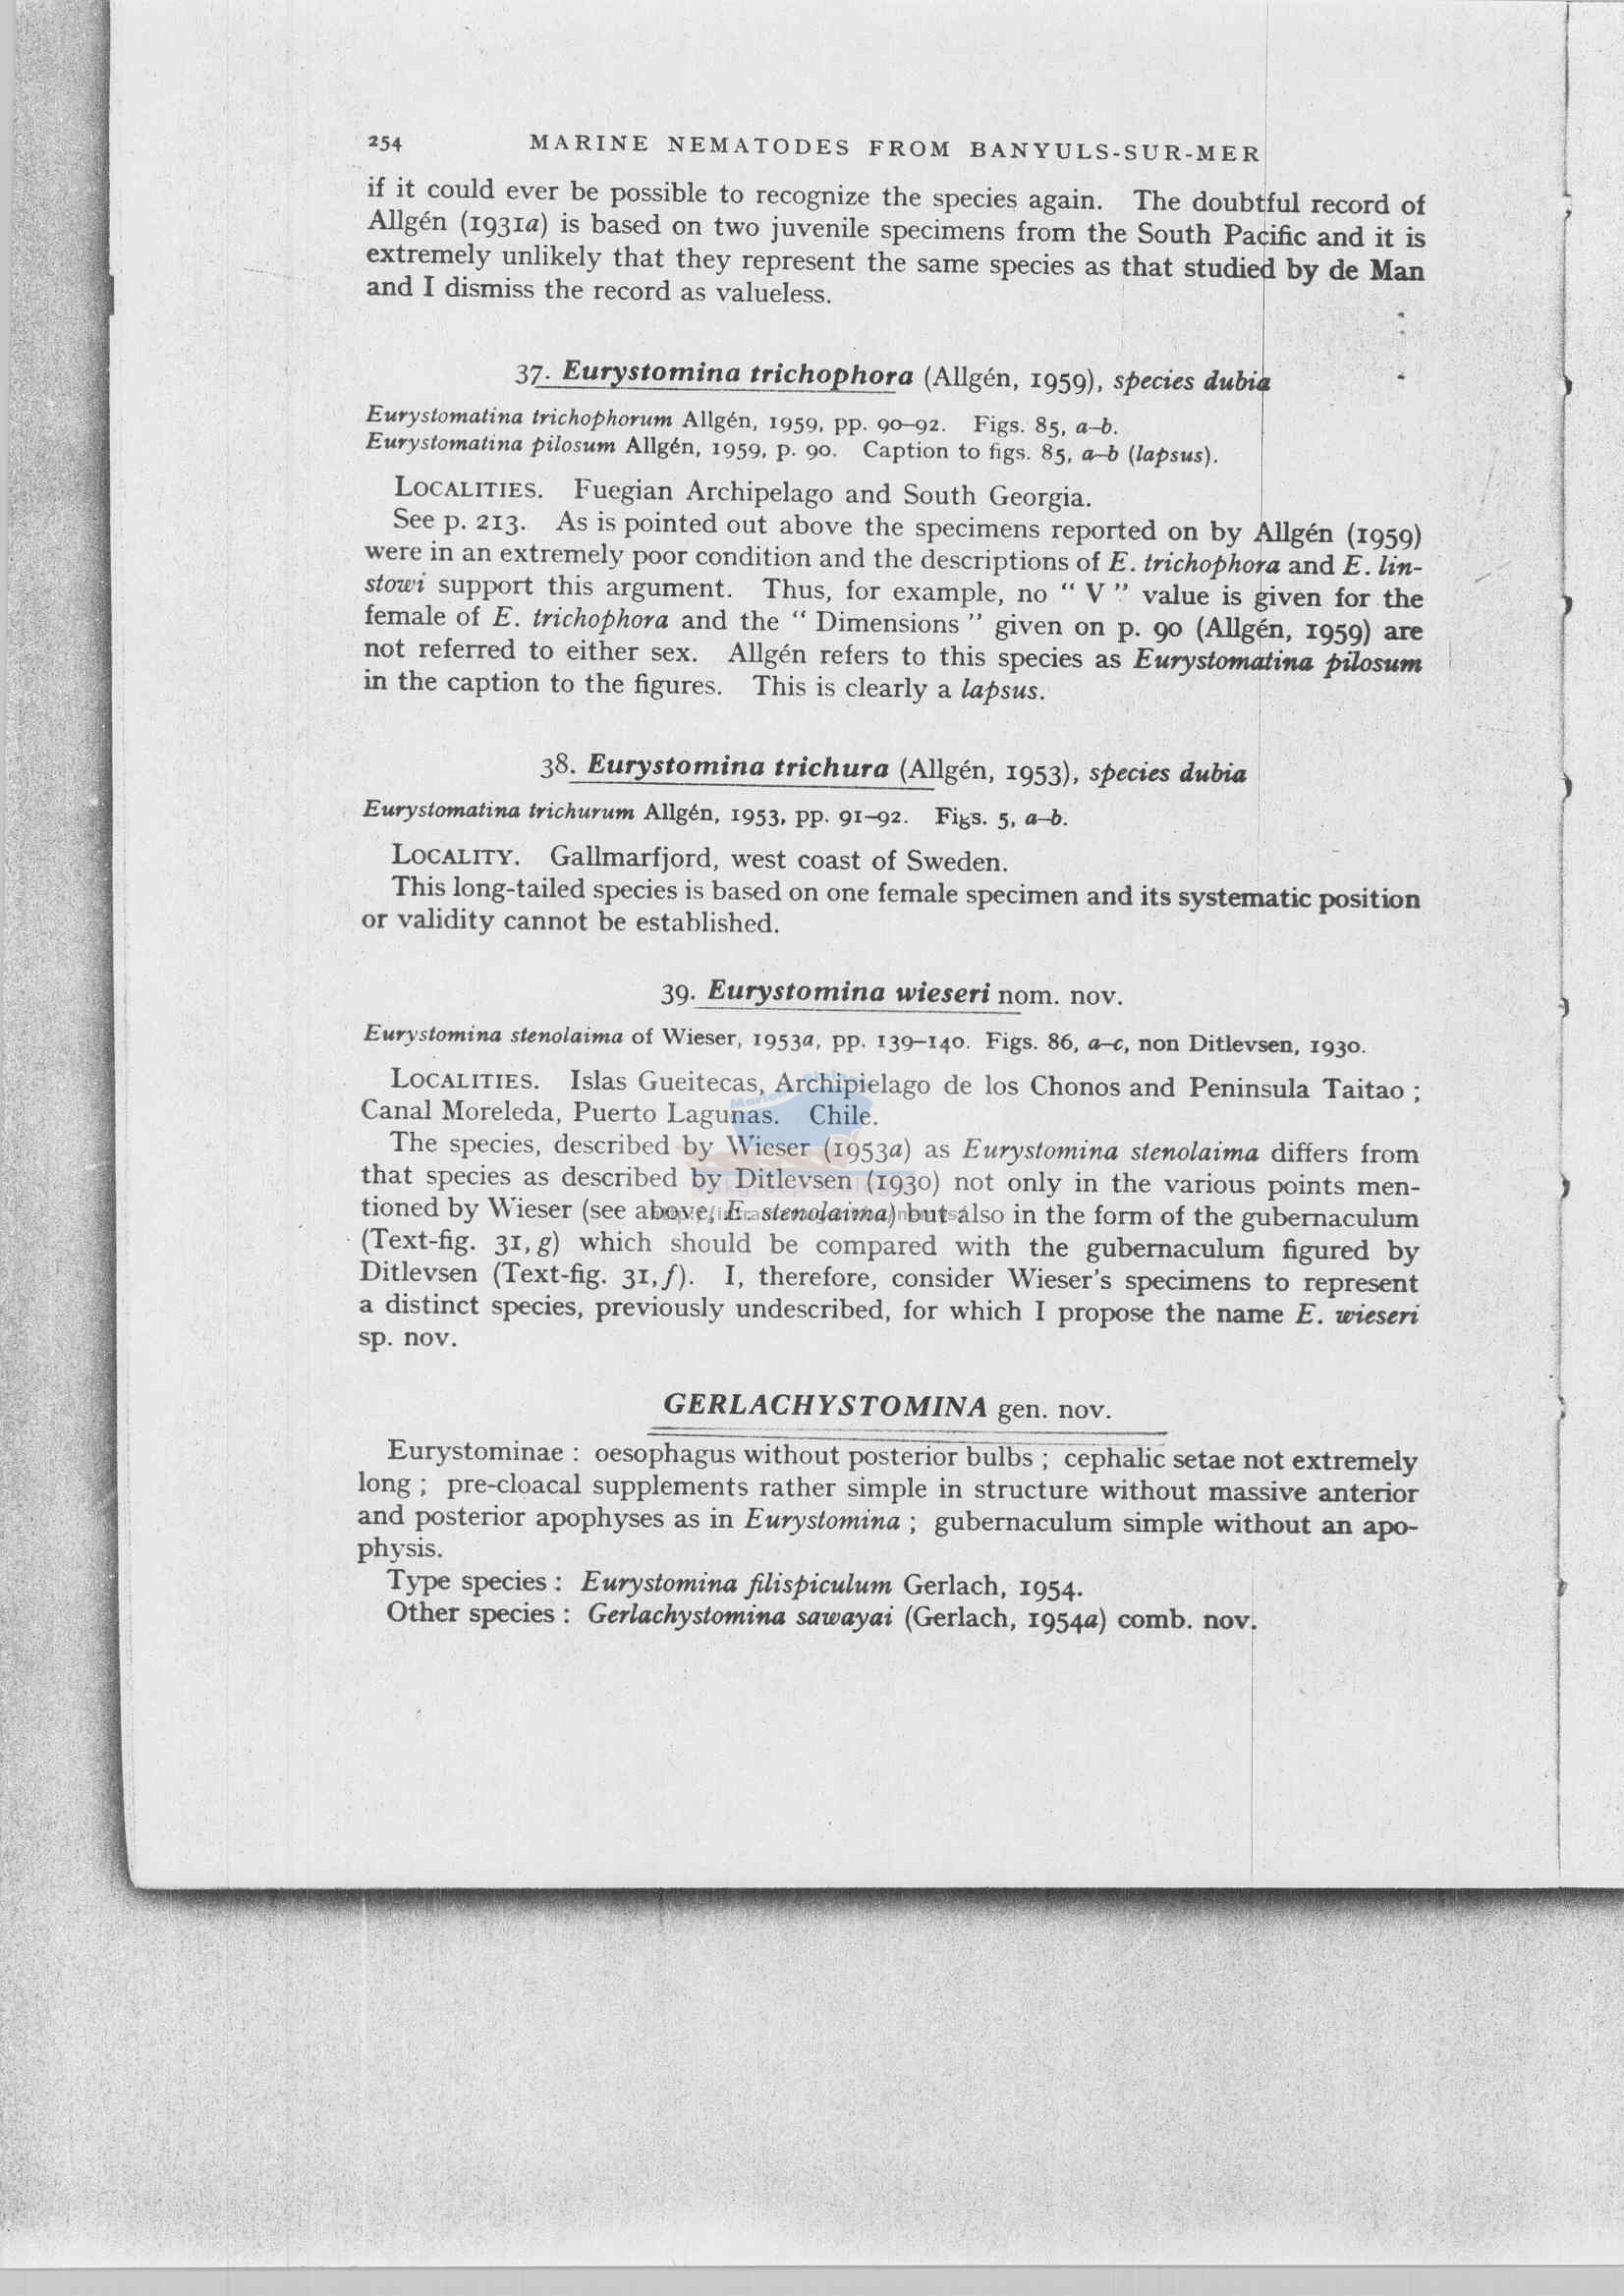 254 MARINE NEMATODES FROM BANYULS-SUR-MER
if it could ever be possible to recognize the species again. The doubtful record of
Allgén (1931a) is based on two juvenile specimens from the South Pacific and it is
extremely unlikely that they represent the same species as that studied by de Man
and I dismiss the record as valueless.
37. Eurystomina trichophora (Allgén, 1959), species dubia
Eurystomatina trichophorum Allgén, 1959, pp. 90–92. Figs. 85, a–b.
Eurystomatina pilosum Allgén, 1959, p. 90. Caption to figs. 85, a–b (lapsus).
LOCALITIES. Fuegian Archipelago and South Georgia.
See p. 213. As is pointed out above the specimens reported on by Allgén (1959)
were in an extremely poor condition and the descriptions of E. trichophora and E. lin-
stowi support this argument. Thus, for example, no “ V ” value is given for the
female of E. trichophora and the “ Dimensions ” given on p. 90 (Allgén, 1959) are
not referred to either sex. Allgén refers to this species as Eurystomatina pilosum
in the caption to the figures. This is clearly a lapsus.
38. Eurystomina trichura (Allgén, 1953), species dubia
Eurystomatina trichurum Allgén, 1953, pp. 91–92. Figs. 5, a–b.
LOCALITY. Gallmarfjord, west coast of Sweden.
This long-tailed species is based on one female specimen and its systematic position
or validity cannot be established.
39. Eurystomina wieseri nom. nov.
Eurystomina stenolaima of Wieser, 1953a, pp. 139–140. Figs. 86, a–c, non Ditlevsen, 1930.
LOCALITIES. Islas Gueitecas, Archipielago de los Chonos and Peninsula Taitao ;
Canal Moreleda, Puerto Lagunas. Chile.
The species, described by Wieser (1953a) as Eurystomina stenolaima differs from
that species as described by Ditlevsen (1930) not only in the various points men-
tioned by Wieser (see above, E. stenolaima) but also in the form of the gubernaculum
(Text-fig. 31, g) which should be compared with the gubernaculum figured by
Ditlevsen (Text-fig. 31, f). I, therefore, consider Wieser's specimens to represent
a distinct species, previously undescribed, for which I propose the name E. wieseri
sp. nov.
GERLACHYSTOMINA gen. nov.
Eurystominae : oesophagus without posterior bulbs ; cephalic setae not extremely
long ; pre-cloacal supplements rather simple in structure without massive anterior
and posterior apophyses as in Eurystomina ; gubernaculum simple without an apo-
physis.
Type species : Eurystomina filispiculum Gerlach, 1954.
Other species : Gerlachystomina sawayai (Gerlach, 1954a) comb. nov.